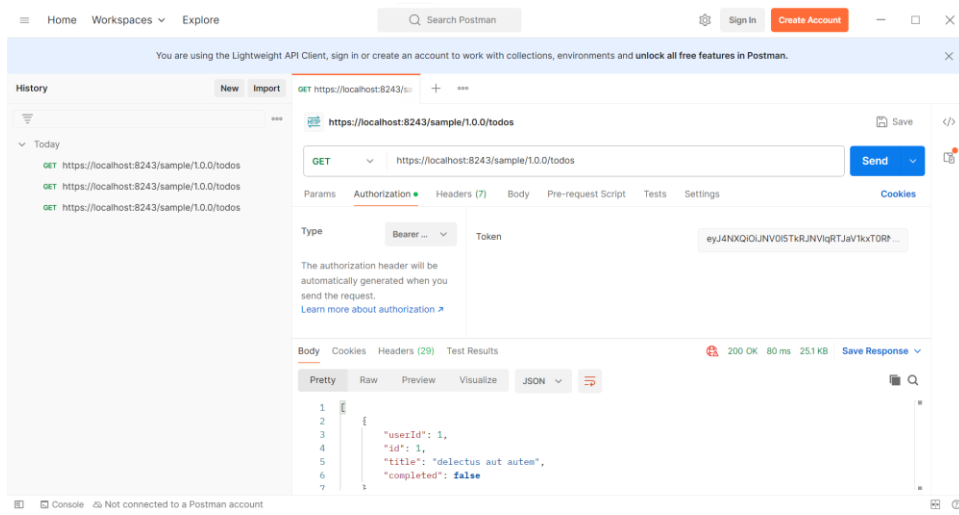 Home Workspaces Explore Search Postman Sign In Create Account
You are using the Lightweight API Client, sign in or create an account to work with collections, environments and unlock all free features in Postman.
History New Import
GET https://localhost:8243/sa
Today
GET https://localhost:8243/sample/1.0.0/todos
GET https://localhost:8243/sample/1.0.0/todos
GET https://localhost:8243/sample/1.0.0/todos
HTTP https://localhost:8243/sample/1.0.0/todos Save
GET https://localhost:8243/sample/1.0.0/todos Send
Params Authorization Headers (7) Body Pre-request Script Tests Settings Cookies
Type Bearer ...
The authorization header will be
automatically generated when you
send the request.
Learn more about authorization ↗
Token
Body Cookies Headers (29) Test Results 200 OK 80 ms 25.1 KB Save Response
Pretty Raw Preview Visualize JSON
1 [
2 {
3 "userId": 1,
4 "id": 1,
5 "title": "delectus aut autem",
6 "completed": false
7 }
Console Not connected to a Postman account